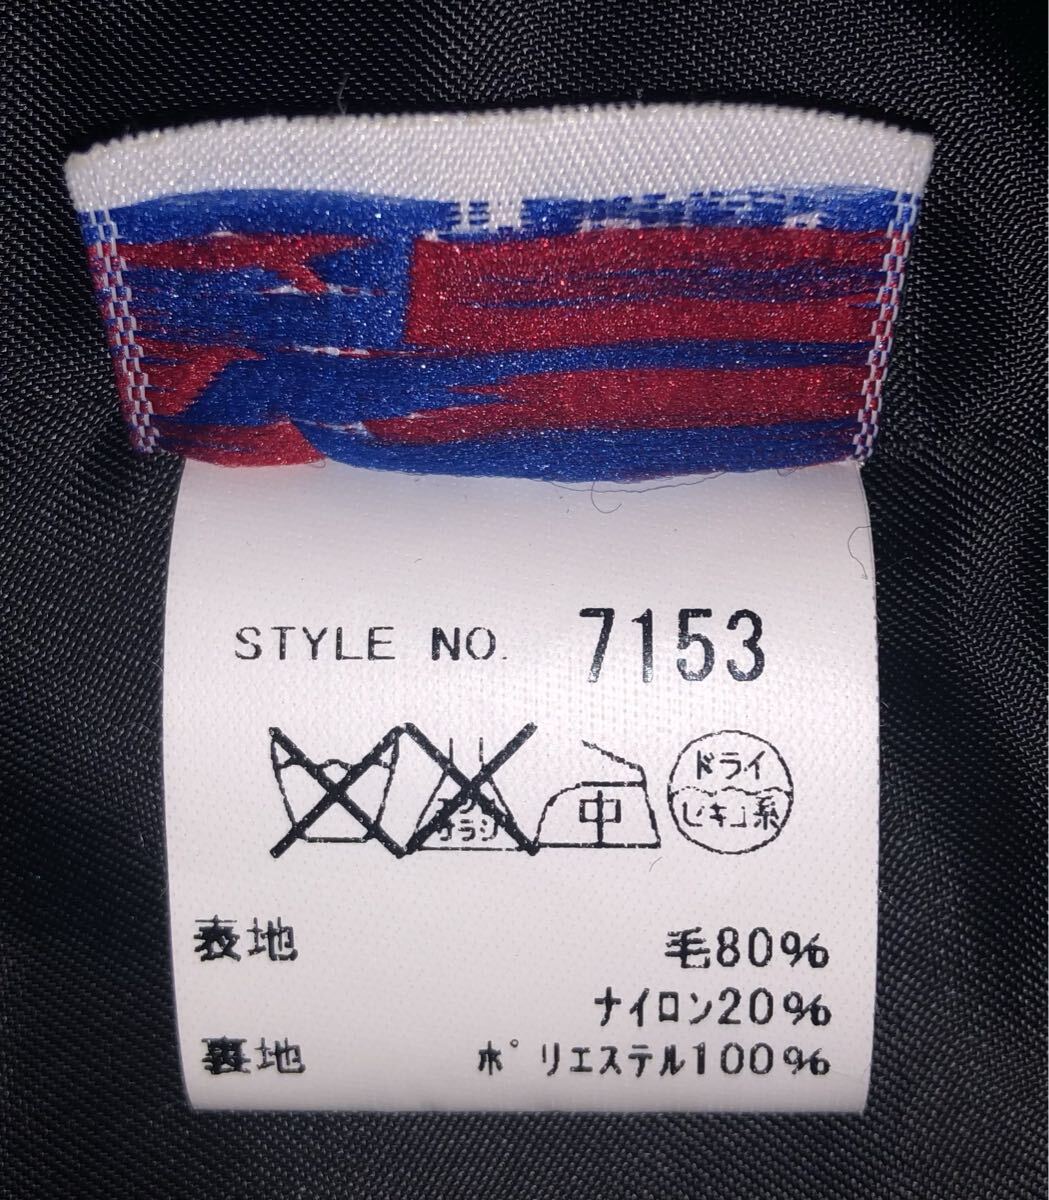 STYLE NO. 7153
中 ドライ
セキユ系
表地 毛80%
ナイロン20%
裏地 ポリエステル100%